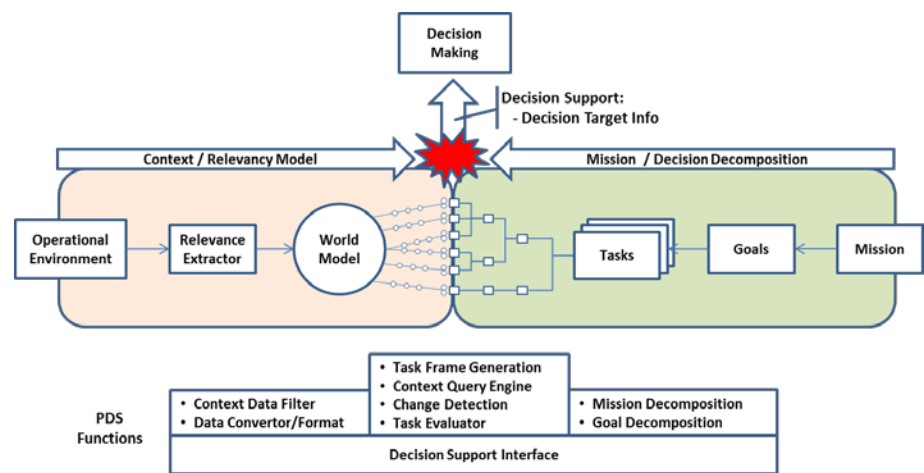 Decision
Making
Decision Support:
- Decision Target Info
Context / Relevancy Model
Mission / Decision Decomposition
Operational
Environment
Relevance
Extractor
World
Model
Tasks
Goals
Mission
PDS
Functions
• Context Data Filter
• Data Convertor/Format
• Task Frame Generation
• Context Query Engine
• Change Detection
• Task Evaluator
• Mission Decomposition
• Goal Decomposition
Decision Support Interface